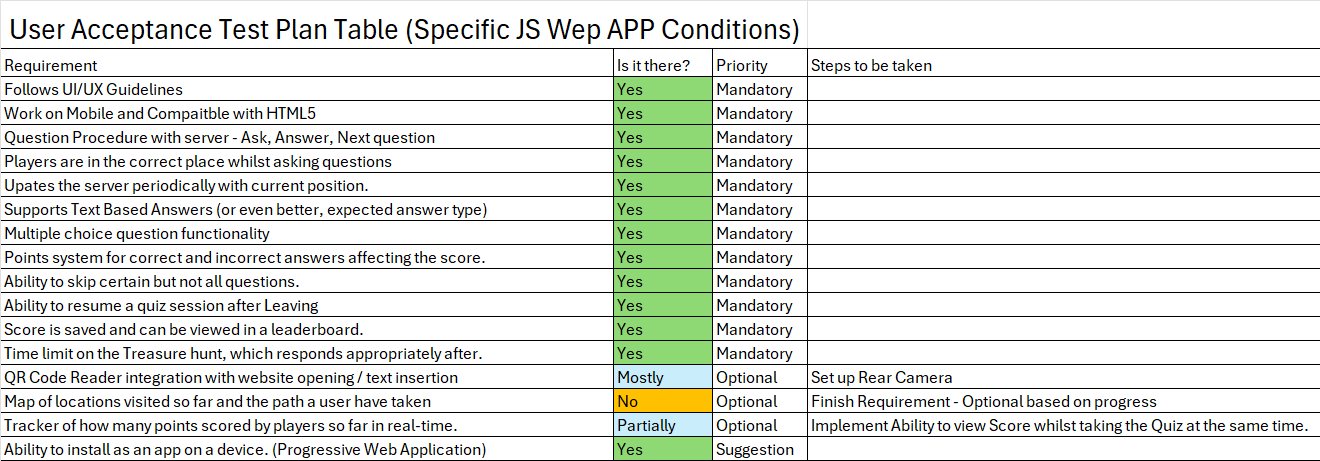 User Acceptance Test Plan Table (Specific JS Wep APP Conditions)
Requirement Is it there? Priority Steps to be taken
Follows UI/UX Guidelines Yes Mandatory
Work on Mobile and Compaitble with HTML5 Yes Mandatory
Question Procedure with server - Ask, Answer, Next question Yes Mandatory
Players are in the correct place whilst asking questions Yes Mandatory
Upates the server periodically with current position. Yes Mandatory
Supports Text Based Answers (or even better, expected answer type) Yes Mandatory
Multiple choice question functionality Yes Mandatory
Points system for correct and incorrect answers affecting the score. Yes Mandatory
Ability to skip certain but not all questions. Yes Mandatory
Ability to resume a quiz session after Leaving Yes Mandatory
Score is saved and can be viewed in a leaderboard. Yes Mandatory
Time limit on the Treasure hunt, which responds appropriately after. Yes Mandatory
QR Code Reader integration with website opening / text insertion Mostly Optional Set up Rear Camera
Map of locations visited so far and the path a user have taken No Optional Finish Requirement - Optional based on progress
Tracker of how many points scored by players so far in real-time. Partially Optional Implement Ability to view Score whilst taking the Quiz at the same time.
Ability to install as an app on a device. (Progressive Web Application) Yes Suggestion